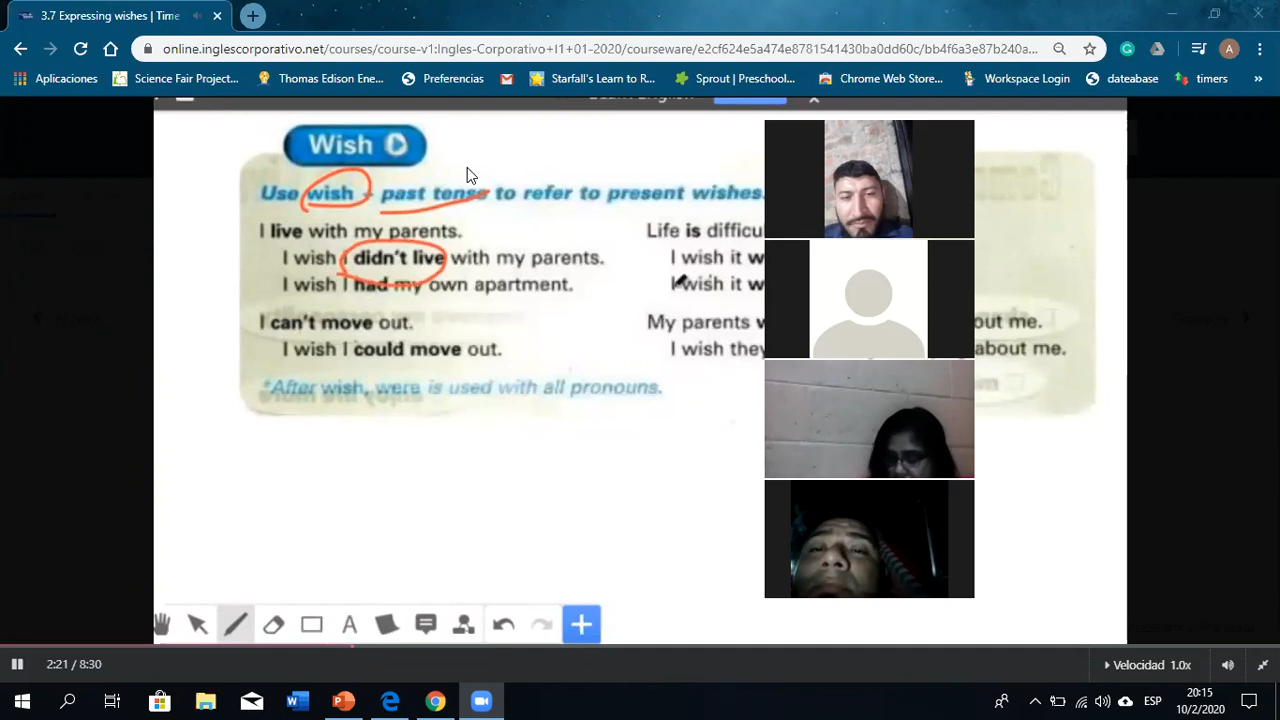 3.7 Expressing wishes | Time
online.inglescorporativo.net/courses/course-v1:Ingles-Corporativo+I1+01-2020/courseware/e2cf624e5a474e8781541430ba0dd60c/bb4f6a3e87b240a...
A
Aplicaciones Science Fair Project... Thomas Edison Ene... Preferencias Starfall's Learn to R... Sprout | Preschool... Chrome Web Store... Workspace Login dateabase timers
Wish
Use wish + past tense to refer to present wishes.
I live with my parents.
I wish I didn't live with my parents.
I wish I had my own apartment.
I can't move out.
I wish I could move out.
Life is difficu
I wish it w
I wish it w
My parents w out me.
I wish they about me.
*After wish, were is used with all pronouns.
A
2:21 / 8:30 Velocidad 1.0x
ESP 20:15
10/2/2020